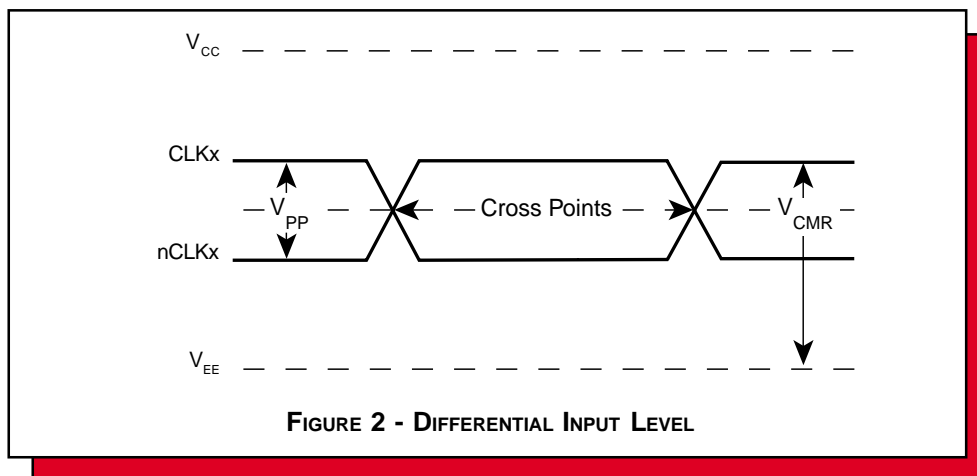 VCC
CLKx
VPP
Cross Points
VCMR
nCLKx
VEE
FIGURE 2 - DIFFERENTIAL INPUT LEVEL